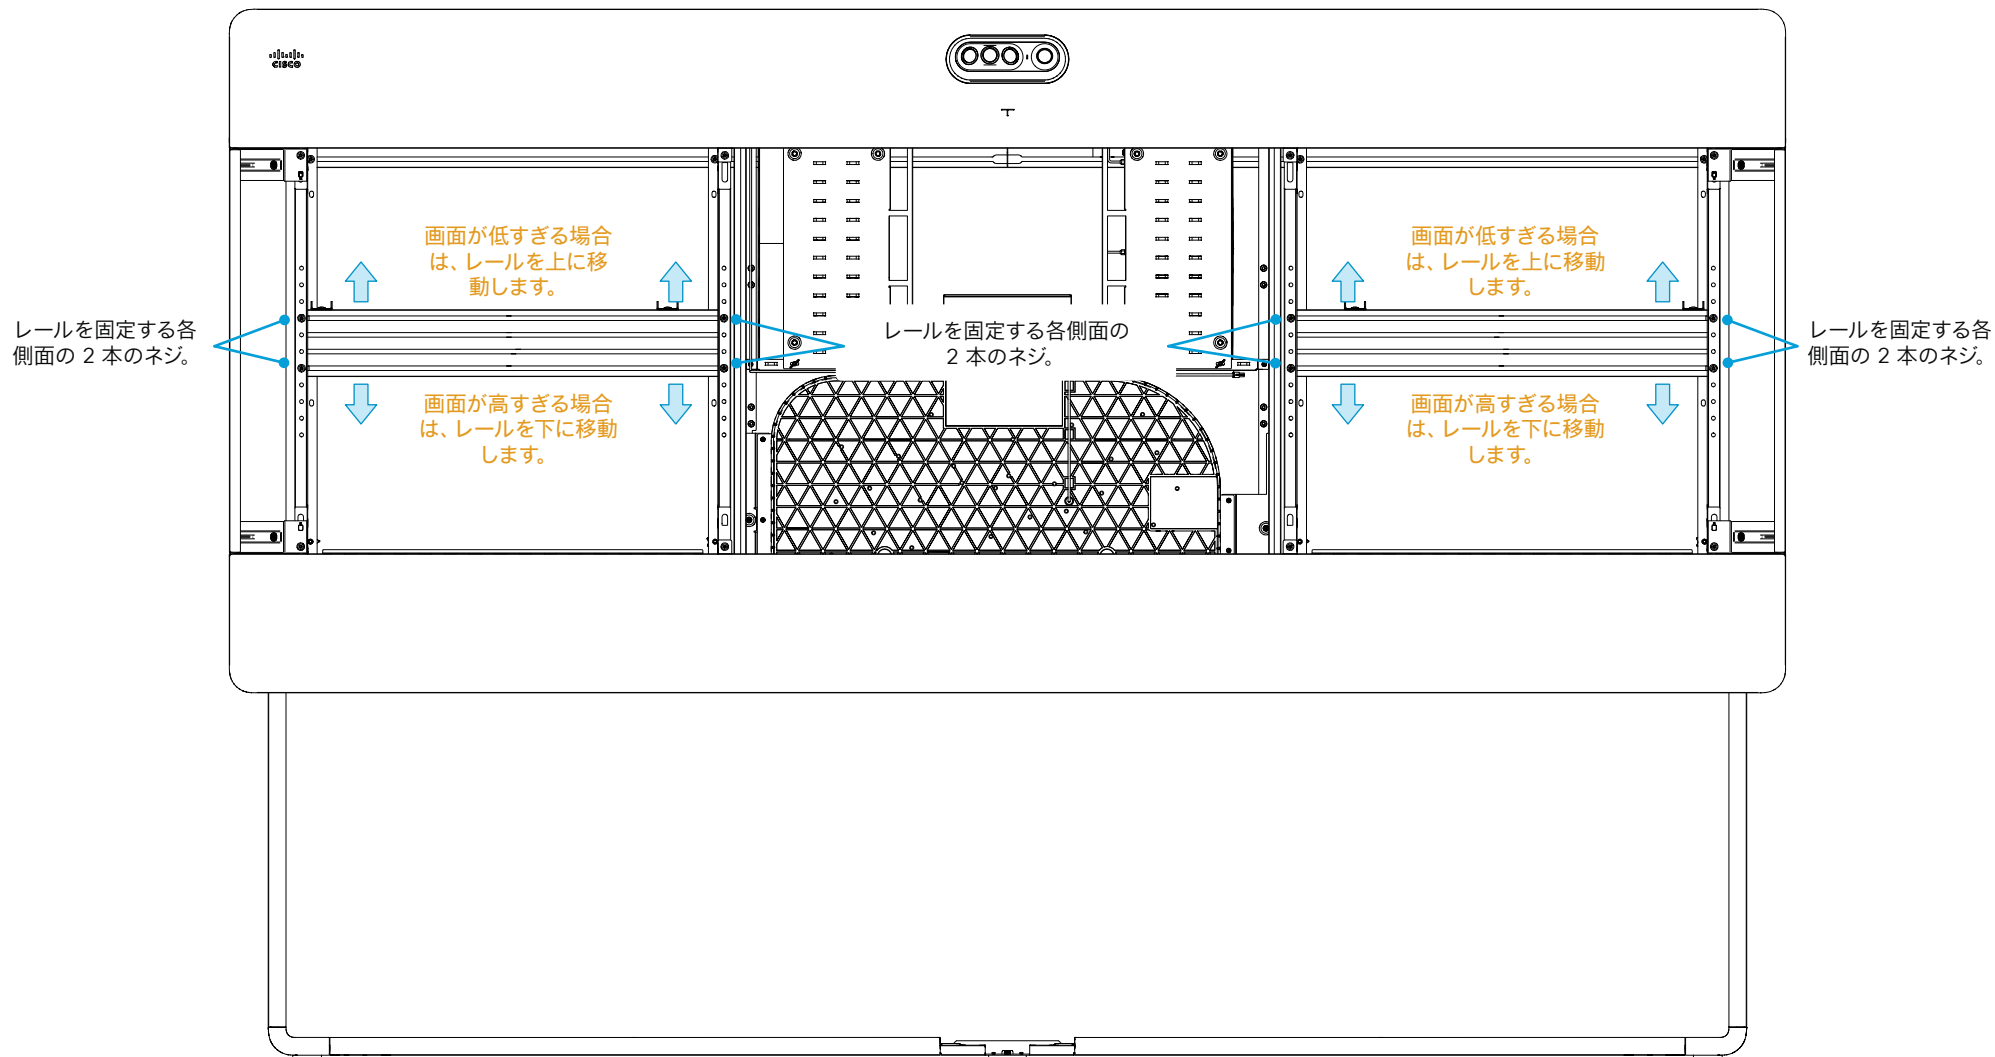 CISCO
画面が低すぎる場合
は、レールを上に移
動します。
画面が低すぎる場合
は、レールを上に移動
します。
レールを固定する各
側面の 2 本のネジ。
レールを固定する各側面の
2 本のネジ。
レールを固定する各
側面の 2 本のネジ。
画面が高すぎる場合
は、レールを下に移動
します。
画面が高すぎる場合
は、レールを下に移動
します。